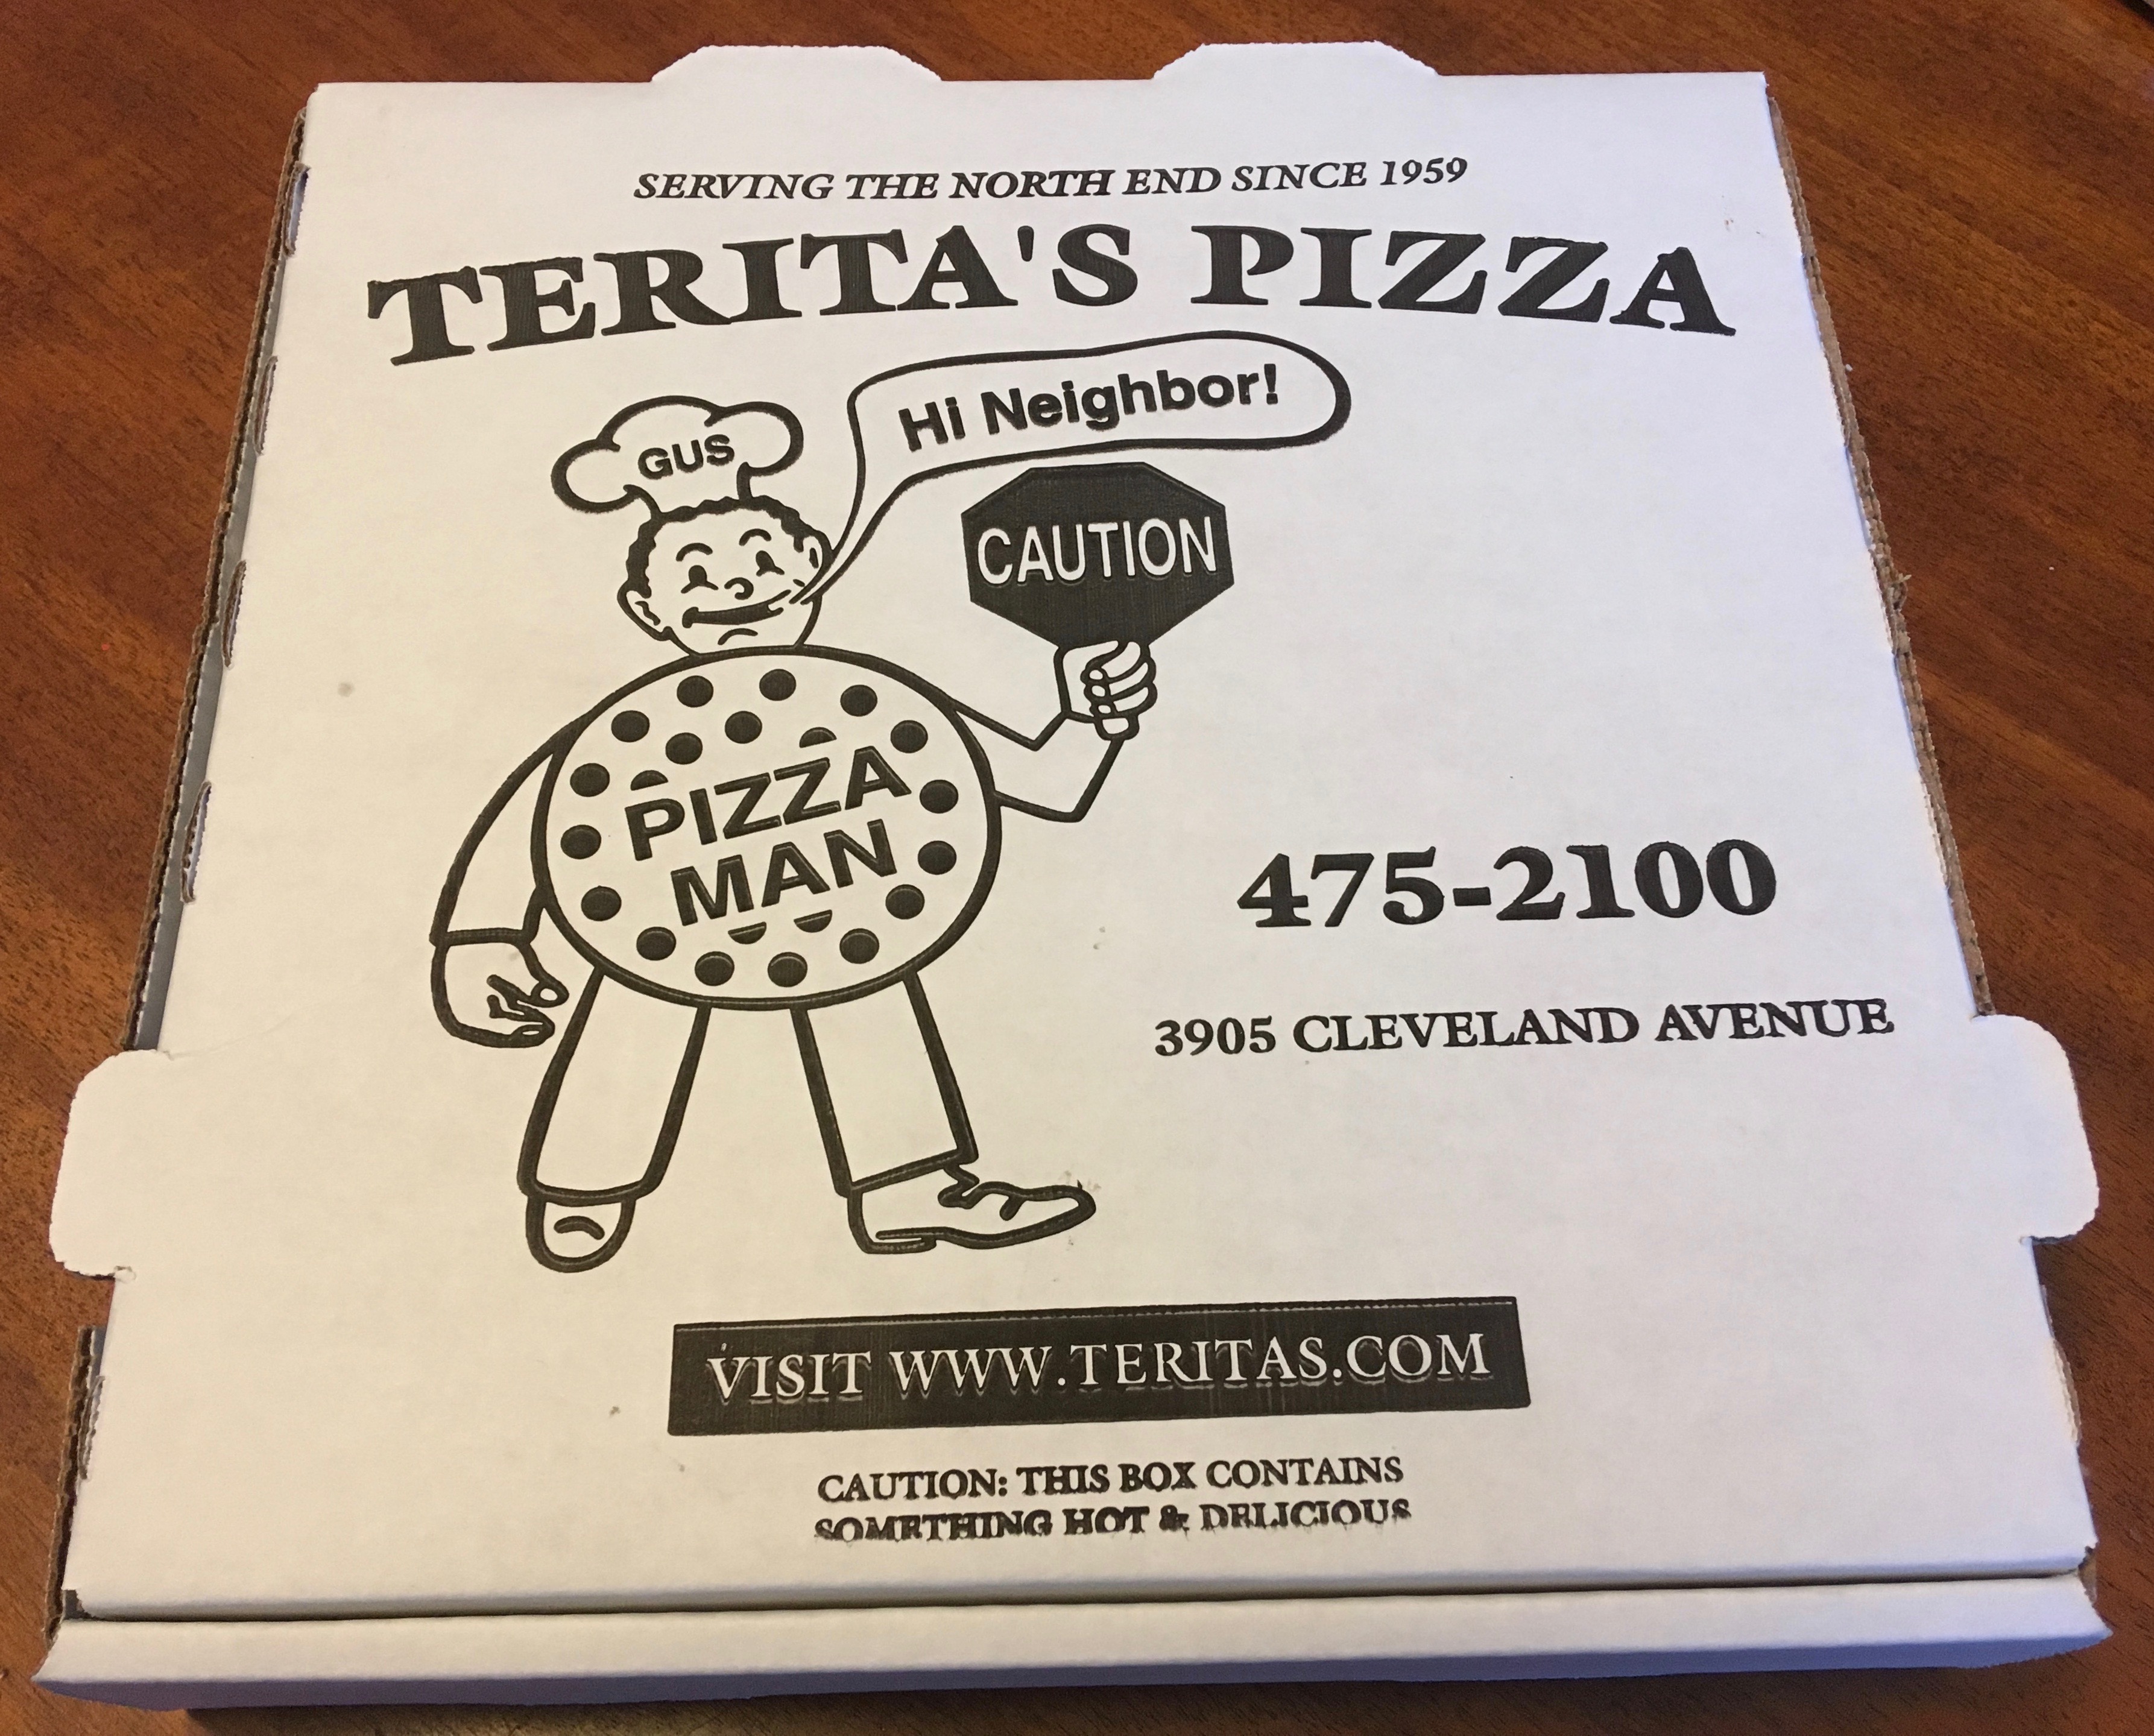 SERVING THE NORTH END SINCE 1959
TERITA'S PIZZA
Hi Neighbor!
GUS
CAUTION
PIZZA
MAN
475-2100
3905 CLEVELAND AVENUE
VISIT WWW.TERITAS.COM
CAUTION: THIS BOX CONTAINS
SOMETHING HOT & DELICIOUS